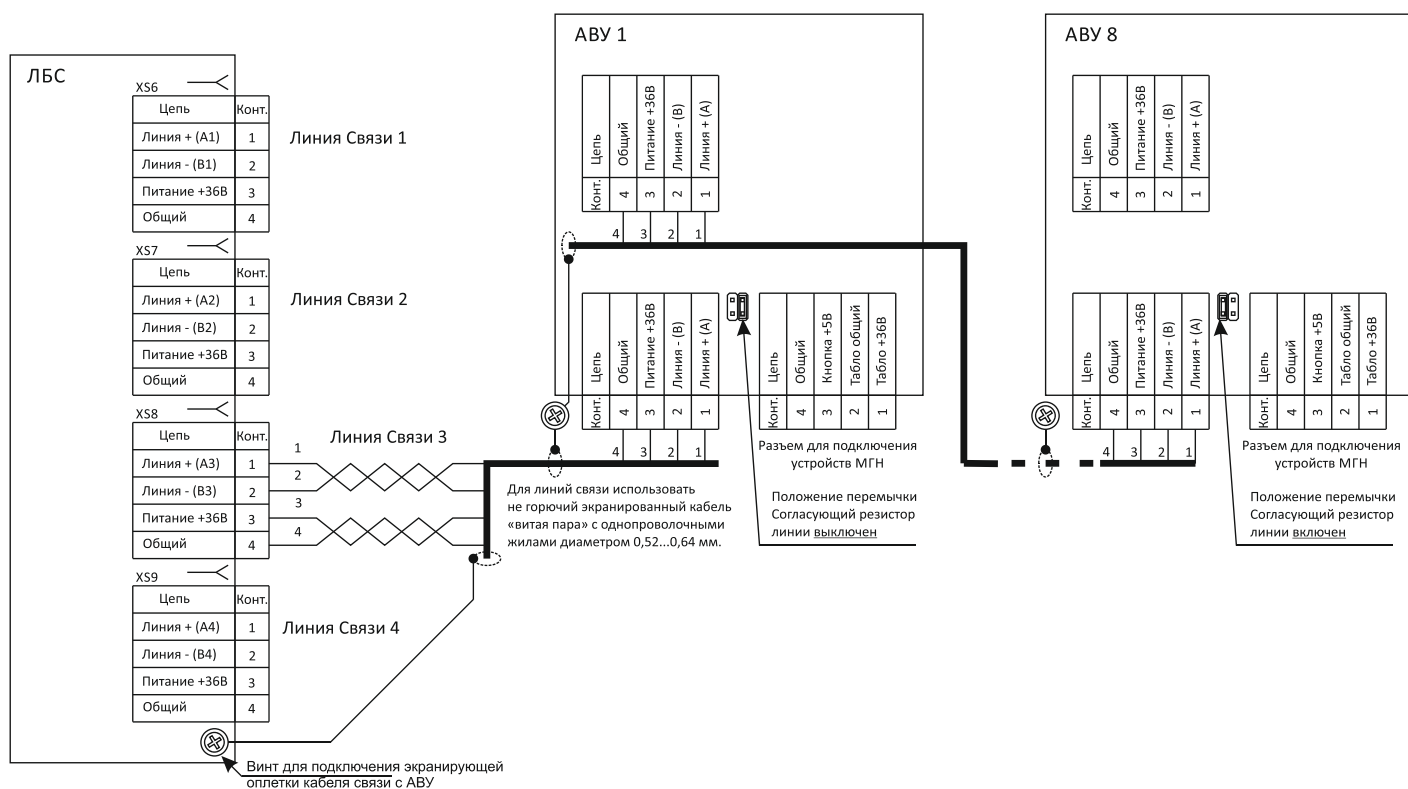 ЛБС
XS6
Цепь Конт.
Линия + (A1) 1
Линия - (B1) 2
Питание +36В 3
Общий 4
Линия Связи 1
XS7
Цепь Конт.
Линия + (A2) 1
Линия - (B2) 2
Питание +36В 3
Общий 4
Линия Связи 2
XS8
Цепь Конт.
Линия + (A3) 1
Линия - (B3) 2
Питание +36В 3
Общий 4
Линия Связи 3
1
2
3
4
XS9
Цепь Конт.
Линия + (A4) 1
Линия - (B4) 2
Питание +36В 3
Общий 4
Линия Связи 4
Винт для подключения экранирующей
оплетки кабеля связи с АВУ
Для линий связи использовать
не горючий экранированный кабель
«витая пара» с однопроволочными
жилами диаметром 0,52...0,64 мм.
АВУ 1
Конт. Цепь
4 Общий
3 Питание +36В
2 Линия - (B)
1 Линия + (A)
4 3 2 1
Конт. Цепь
4 Общий
3 Питание +36В
2 Линия - (B)
1 Линия + (A)
4 3 2 1
Конт. Цепь
4 Общий
3 Кнопка +5В
2 Табло общий
1 Табло +36В
Разъем для подключения
устройств МГН
Положение перемычки
Согласующий резистор
линии выключен
АВУ 8
Конт. Цепь
4 Общий
3 Питание +36В
2 Линия - (B)
1 Линия + (A)
Конт. Цепь
4 Общий
3 Питание +36В
2 Линия - (B)
1 Линия + (A)
4 3 2 1
Конт. Цепь
4 Общий
3 Кнопка +5В
2 Табло общий
1 Табло +36В
Разъем для подключения
устройств МГН
Положение перемычки
Согласующий резистор
линии включен